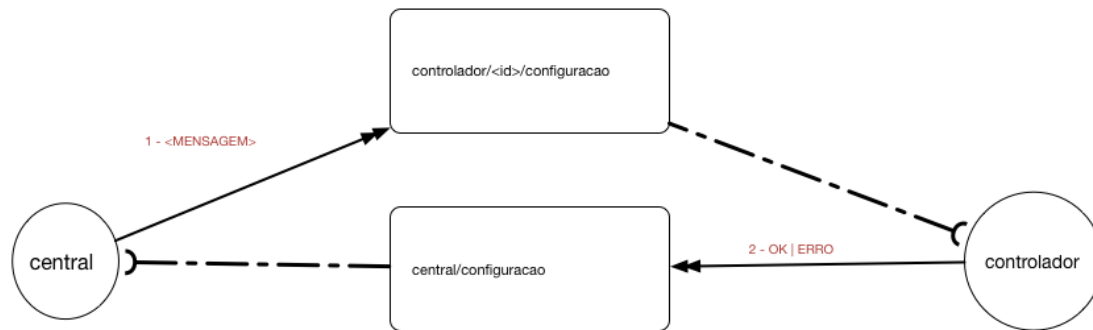 controlador/<id>/configuracao
1 - <MENSAGEM>
central
central/configuracao
2 - OK | ERRO
controlador